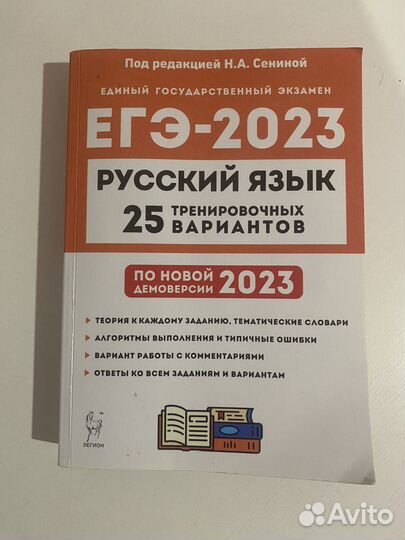 Под редакцией Н.А. Сениной
ЕДИНЫЙ ГОСУДАРСТВЕННЫЙ ЭКЗАМЕН
ЕГЭ-2023
РУССКИЙ ЯЗЫК
25 ТРЕНИРОВОЧНЫХ
ВАРИАНТОВ
ПО НОВОЙ
ДЕМОВЕРСИИ 2023
ТЕОРИЯ К КАЖДОМУ ЗАДАНИЮ, ТЕМАТИЧЕСКИЕ СЛОВАРИ
АЛГОРИТМЫ ВЫПОЛНЕНИЯ И ТИПИЧНЫЕ ОШИБКИ
ВАРИАНТ РАБОТЫ С КОММЕНТАРИЯМИ
ОТВЕТЫ КО ВСЕМ ЗАДАНИЯМ И ВАРИАНТАМ
ЛЕГИОН
Avito